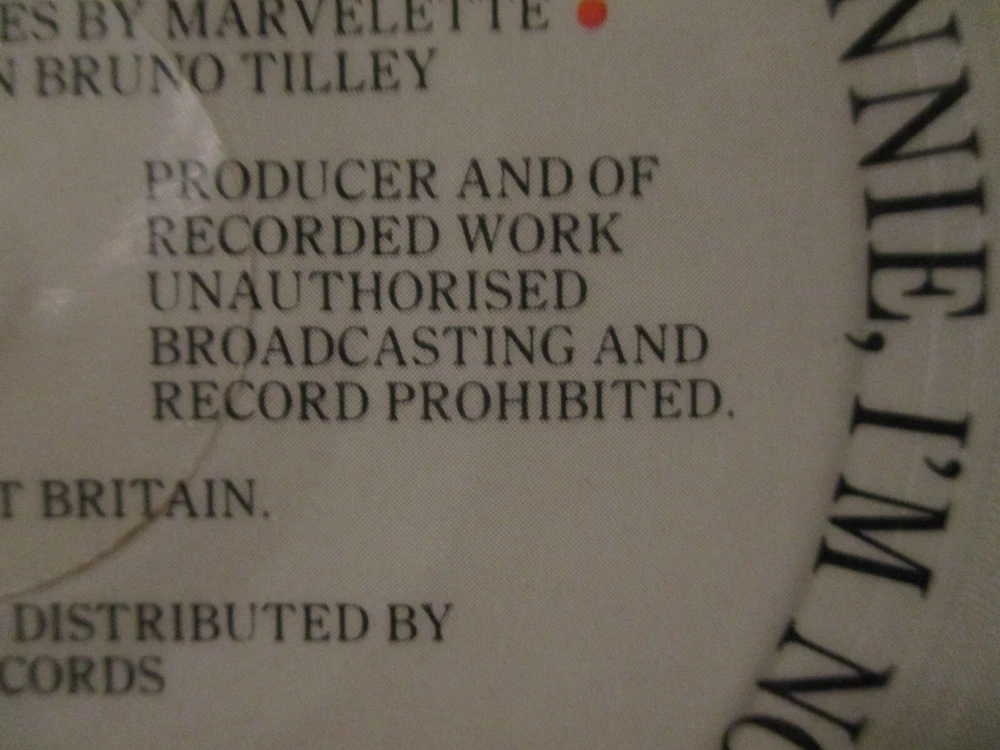 ES BY MARVELETTE
N BRUNO TILLEY
PRODUCER AND OF
RECORDED WORK
UNAUTHORISED
BROADCASTING AND
RECORD PROHIBITED.
T BRITAIN.
DISTRIBUTED BY
CORDS
NNIE, I'M NO